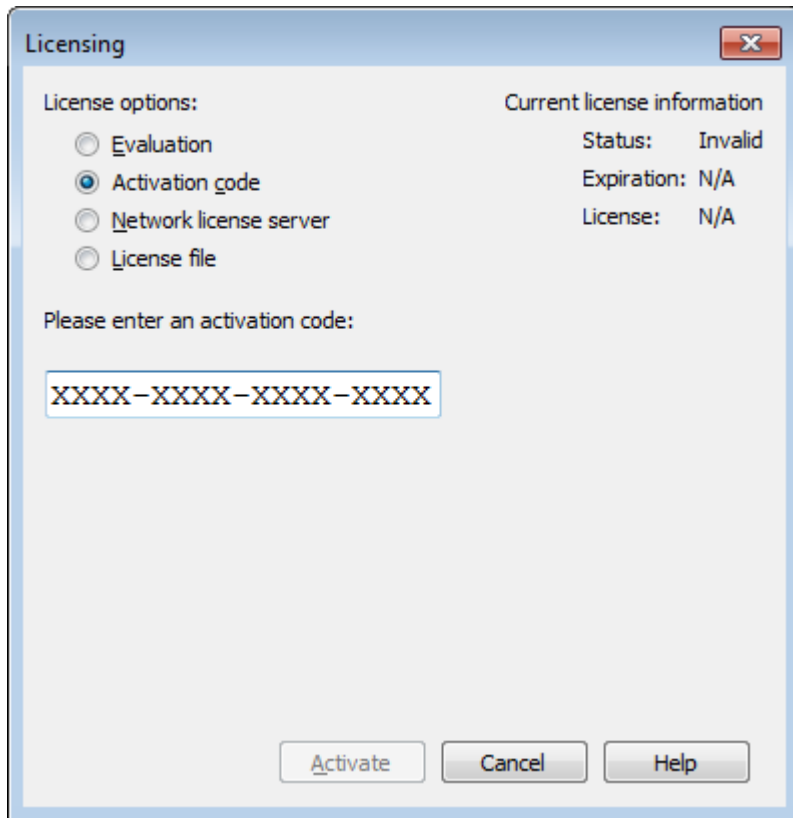 Licensing
License options:
Evaluation
Activation code
Network license server
License file
Current license information
Status: Invalid
Expiration: N/A
License: N/A
Please enter an activation code:
XXXX-XXXX-XXXX-XXXX
Activate Cancel Help